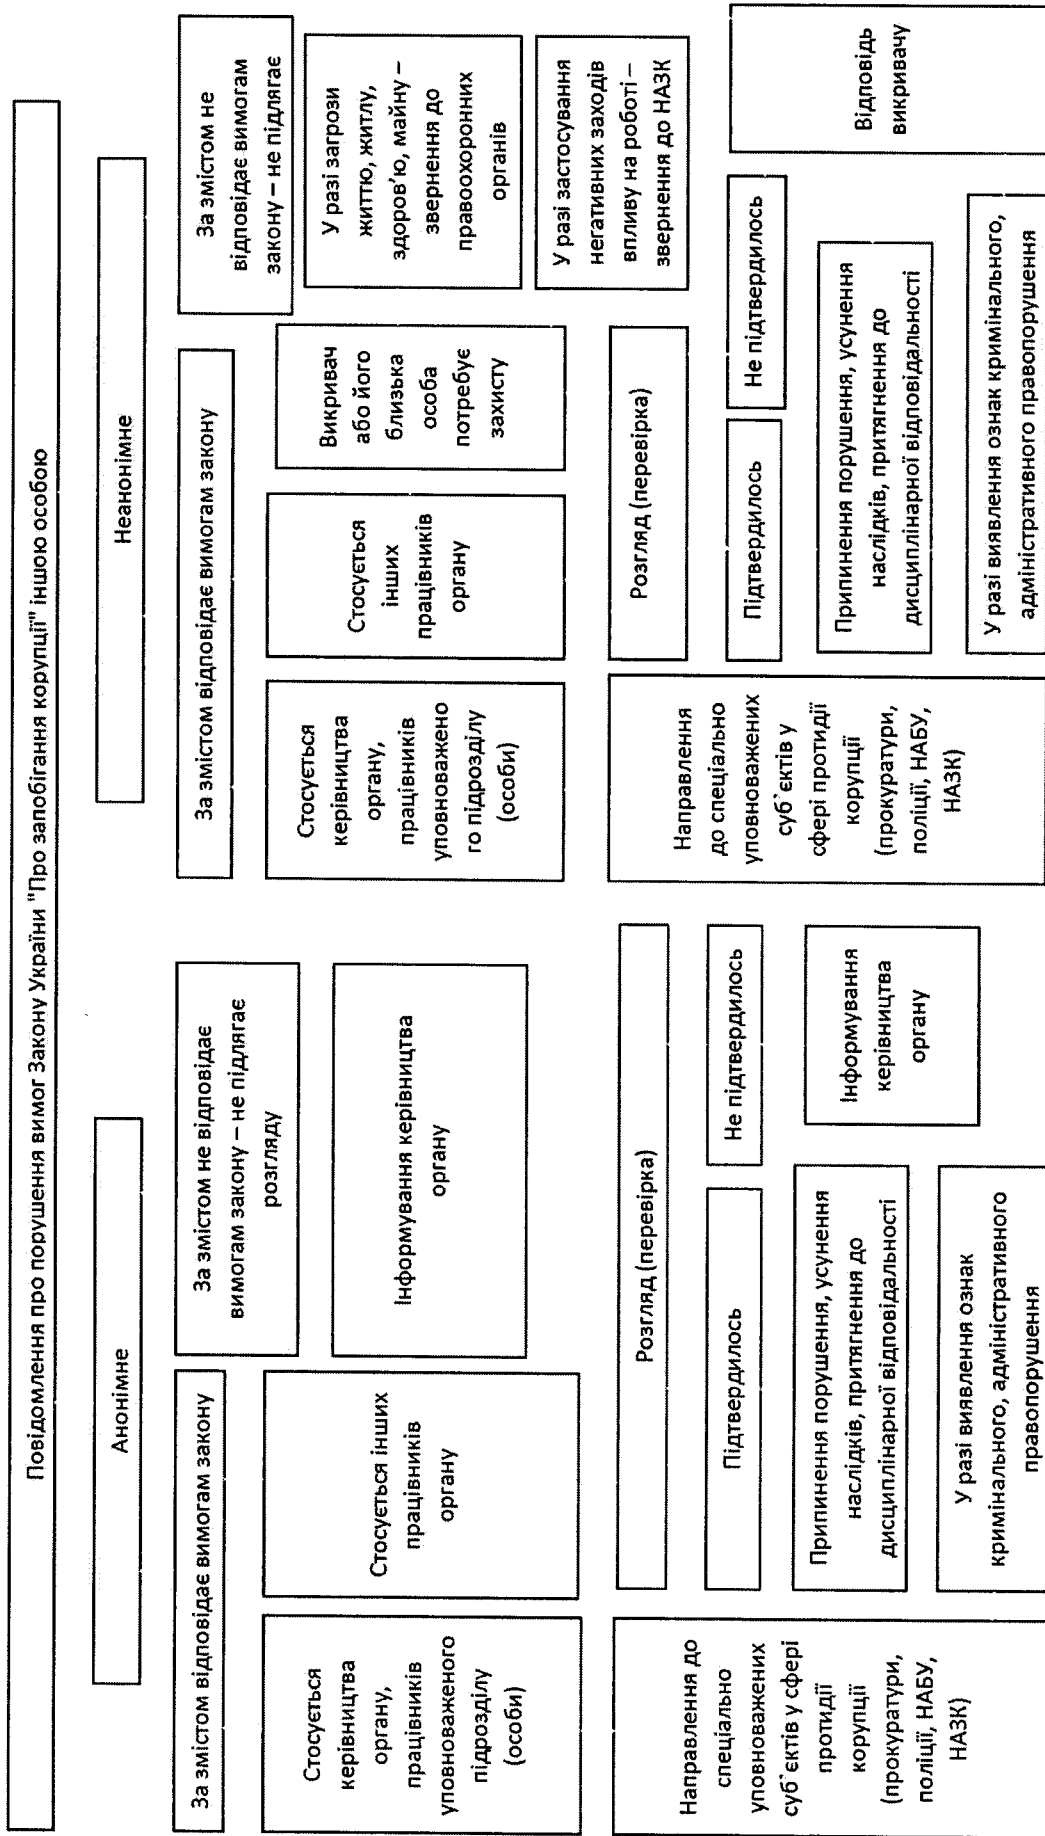 Повідомлення про порушення вимог Закону України "Про запобігання корупції" іншою особою
Анонімне
Неанонімне
За змістом відповідає вимогам закону
За змістом не відповідає
вимогам закону – не підлягає
розгляду
За змістом відповідає вимогам закону
За змістом не
відповідає вимогам
закону – не підлягає
Стосується
керівництва
органу,
працівників
уповноваженого
підрозділу
(особи)
Стосується інших
працівників
органу
Інформування керівництва
органу
Стосується
керівництва
органу,
працівників
уповноважено
го підрозділу
(особи)
Стосується
інших
працівників
органу
Викривач
або його
близька
особа
потребує
захисту
У разі загрози
життю, житлу,
здоров'ю, майну –
звернення до
правоохоронних
органів
У разі застосування
негативних заходів
впливу на роботі –
звернення до НАЗК
Направлення до
спеціально
уповноважених
суб`єктів у сфері
протидії
корупції
(прокуратури,
поліції, НАБУ,
НАЗК)
Розгляд (перевірка)
Підтвердилось
Не підтвердилось
Припинення порушення, усунення
наслідків, притягнення до
дисциплінарної відповідальності
Інформування
керівництва
органу
У разі виявлення ознак
кримінального, адміністративного
правопорушення
Направлення
до спеціально
уповноважених
суб`єктів у
сфері протидії
корупції
(прокуратури,
поліції, НАБУ,
НАЗК)
Розгляд (перевірка)
Підтвердилось
Не підтвердилось
Відповідь
викривачу
Припинення порушення, усунення
наслідків, притягнення до
дисциплінарної відповідальності
У разі виявлення ознак кримінального,
адміністративного правопорушення